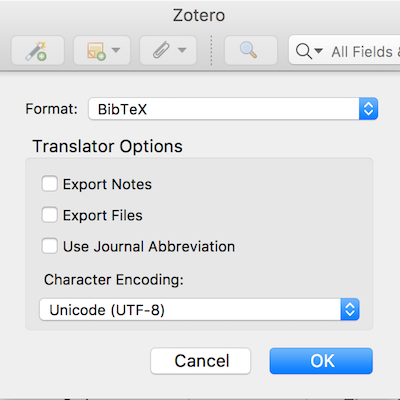 Zotero
All Fields &
Format: BibTeX
Translator Options
Export Notes
Export Files
Use Journal Abbreviation
Character Encoding:
Unicode (UTF-8)
Cancel OK